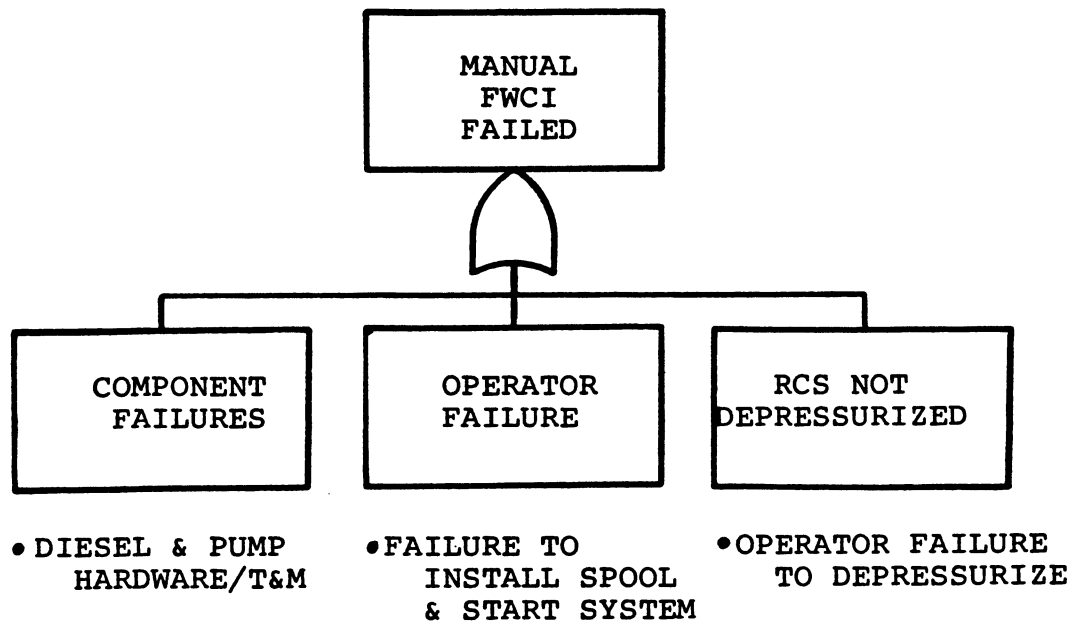 MANUAL
FWCI
FAILED
COMPONENT
FAILURES
OPERATOR
FAILURE
RCS NOT
DEPRESSURIZED
• DIESEL & PUMP
HARDWARE/T&M
•FAILURE TO
INSTALL SPOOL
& START SYSTEM
•OPERATOR FAILURE
TO DEPRESSURIZE